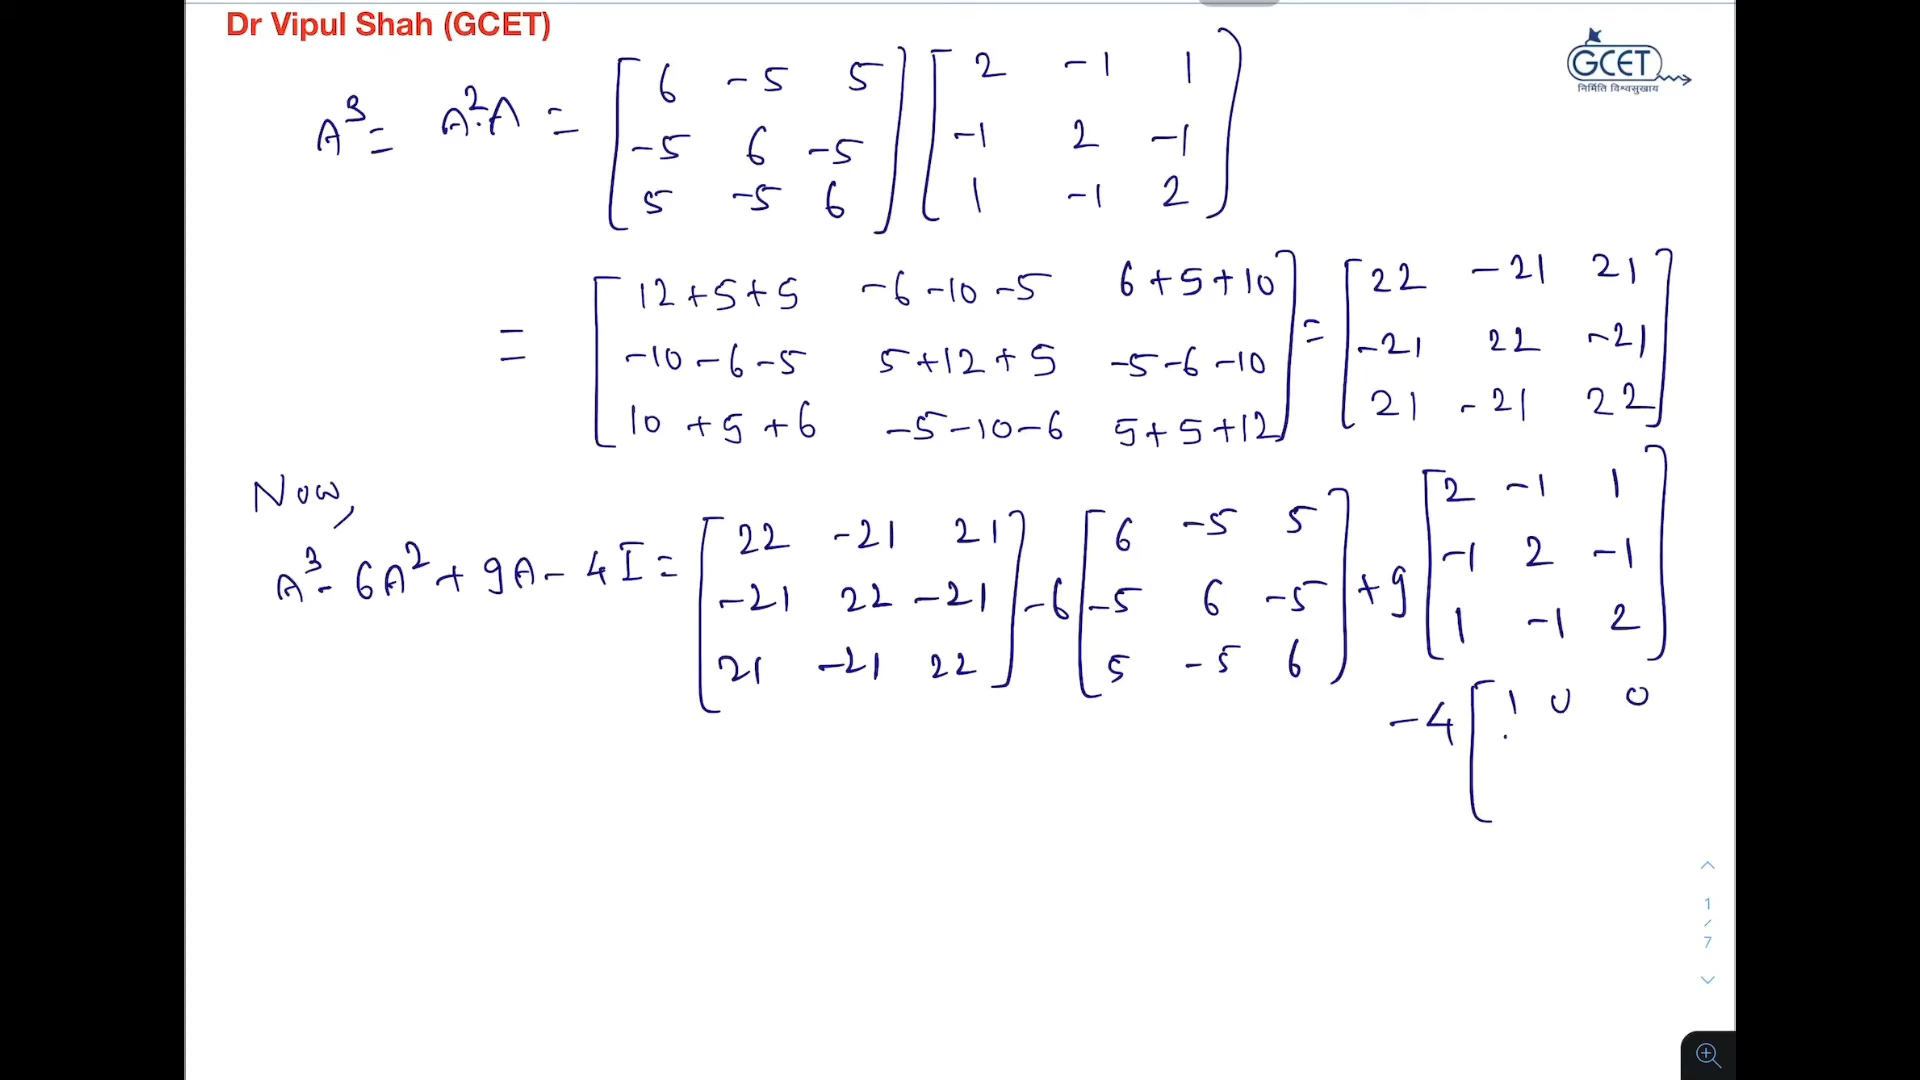 Dr Vipul Shah (GCET)
GCET
निर्मिति विश्वसुखाय
A³ = A².A = [6 -5 5; -5 6 -5; 5 -5 6] [2 -1 1; -1 2 -1; 1 -1 2]
= [12+5+5 -6-10-5 6+5+10; -10-6-5 5+12+5 -5-6-10; 10+5+6 -5-10-6 5+5+12] = [22 -21 21; -21 22 -21; 21 -21 22]
Now,
A³ - 6A² + 9A - 4I = [22 -21 21; -21 22 -21; 21 -21 22] - 6 [6 -5 5; -5 6 -5; 5 -5 6] + 9 [2 -1 1; -1 2 -1; 1 -1 2]
-4 [1 0 0
1
/
7